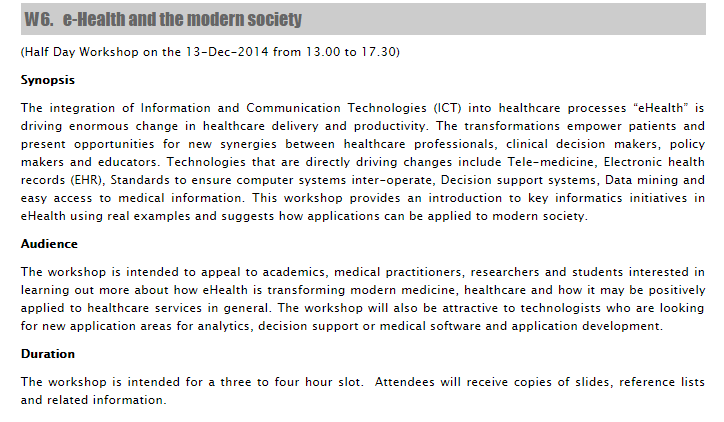 W6. e-Health and the modern society
(Half Day Workshop on the 13-Dec-2014 from 13.00 to 17.30)
Synopsis
The integration of Information and Communication Technologies (ICT) into healthcare processes “eHealth” is
driving enormous change in healthcare delivery and productivity. The transformations empower patients and
present opportunities for new synergies between healthcare professionals, clinical decision makers, policy
makers and educators. Technologies that are directly driving changes include Tele-medicine, Electronic health
records (EHR), Standards to ensure computer systems inter-operate, Decision support systems, Data mining and
easy access to medical information. This workshop provides an introduction to key informatics initiatives in
eHealth using real examples and suggests how applications can be applied to modern society.
Audience
The workshop is intended to appeal to academics, medical practitioners, researchers and students interested in
learning out more about how eHealth is transforming modern medicine, healthcare and how it may be positively
applied to healthcare services in general. The workshop will also be attractive to technologists who are looking
for new application areas for analytics, decision support or medical software and application development.
Duration
The workshop is intended for a three to four hour slot. Attendees will receive copies of slides, reference lists
and related information.